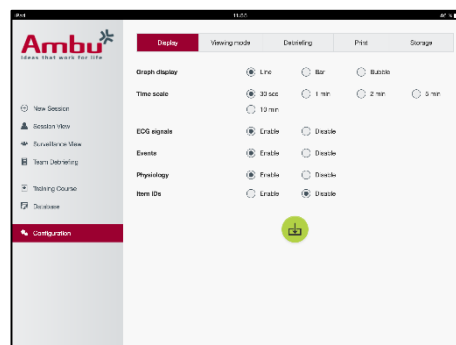 iPad 11:55
Ambu
Ideas that work for life
Display Viewing mode Debriefing Print Storage
Graph display Line Bar Bubble
Time scale 30 sec 1 min 2 min 5 min
10 min
New Session
ECG signals Enable Disable
Session View
Surveillance View
Events Enable Disable
Team Debriefing
Physiology Enable Disable
Training Course
Item IDs Enable Disable
Database
Configuration